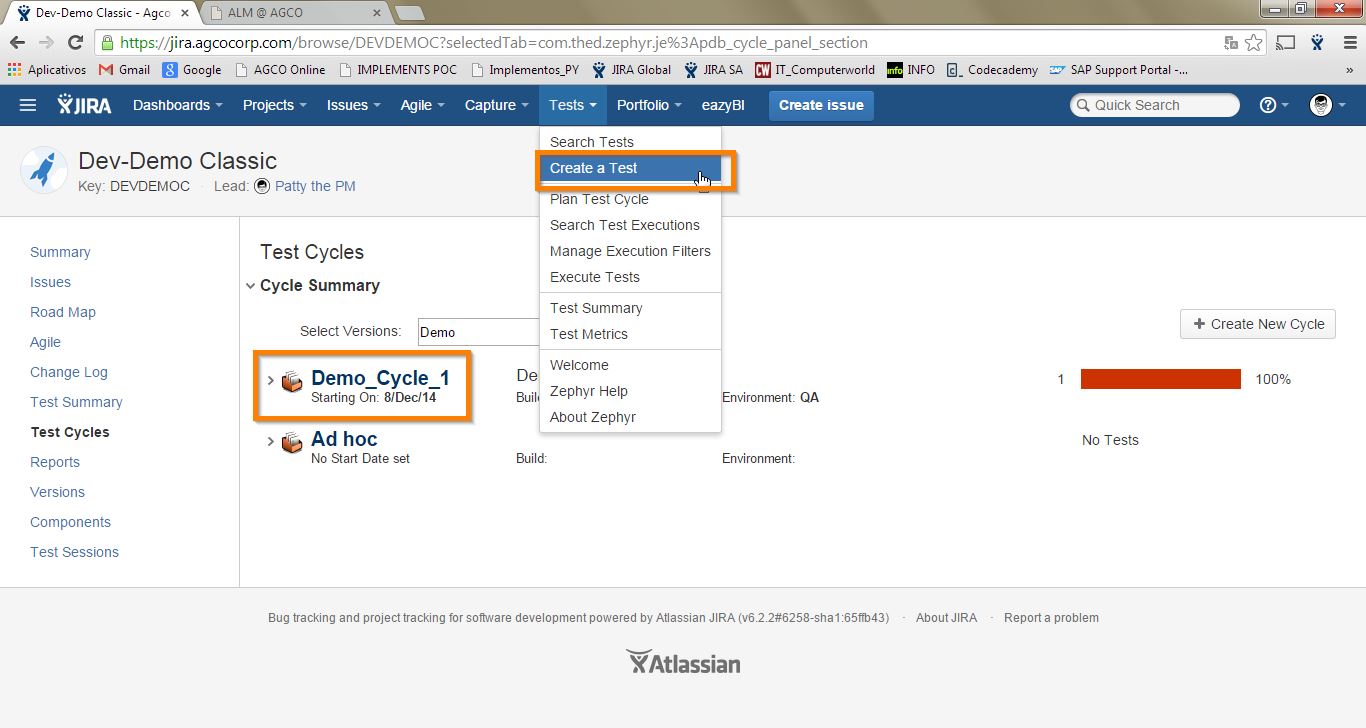 Dev-Demo Classic - Agco
ALM @ AGCO
https://jira.agcocorp.com/browse/DEVDEMOC?selectedTab=com.thed.zephyr.je%3Apdb_cycle_panel_section
Aplicativos Gmail Google AGCO Online IMPLEMENTS POC Implementos_PY JIRA Global JIRA SA IT_Computerworld INFO Codecademy SAP Support Portal -... »
JIRA Dashboards Projects Issues Agile Capture Tests Portfolio eazyBI Create issue Quick Search
Dev-Demo Classic
Key: DEVDEMOC · Lead: Patty the PM
Search Tests
Create a Test
Plan Test Cycle
Search Test Executions
Manage Execution Filters
Execute Tests
Test Summary
Test Metrics
Welcome
Zephyr Help
About Zephyr
Summary
Issues
Road Map
Agile
Change Log
Test Summary
Test Cycles
Reports
Versions
Components
Test Sessions
Test Cycles
Cycle Summary
Select Versions: Demo
+ Create New Cycle
Demo_Cycle_1 De 1 100%
Starting On: 8/Dec/14 Build Environment: QA
Ad hoc No Tests
No Start Date set Build: Environment:
Bug tracking and project tracking for software development powered by Atlassian JIRA (v6.2.2#6258-sha1:65ffb43) · About JIRA · Report a problem
Atlassian